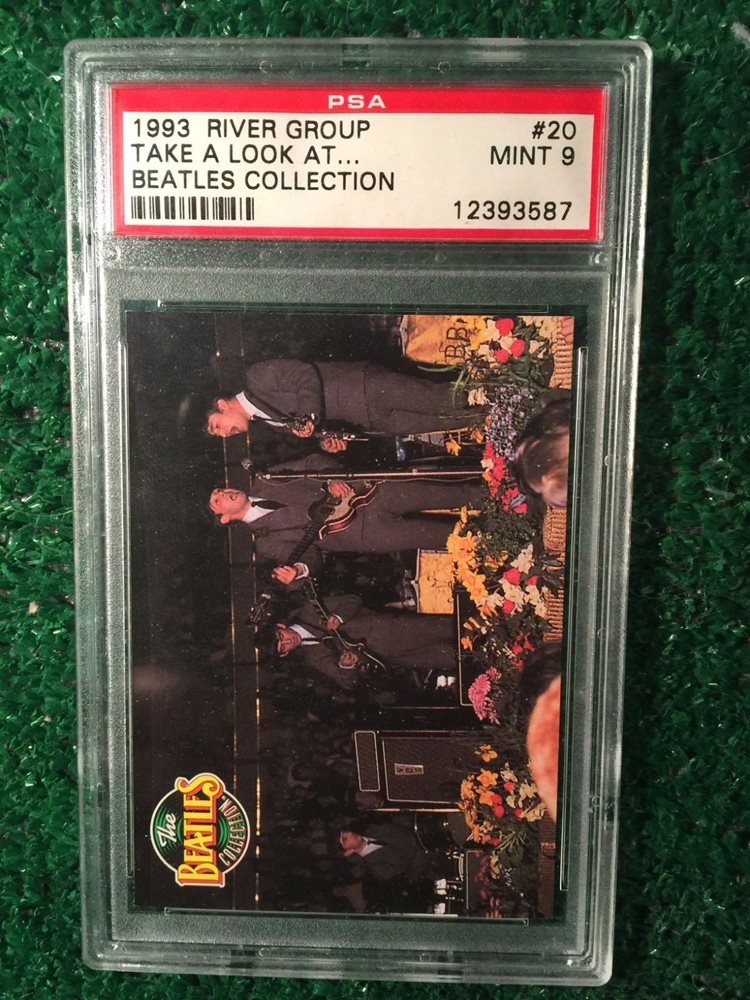 PSA
1993 RIVER GROUP #20
TAKE A LOOK AT... MINT 9
BEATLES COLLECTION
12393587
The
BEATLES
COLLECTION